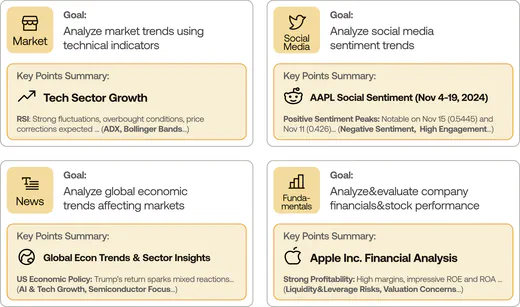 Market
Goal:
Analyze market trends using
technical indicators
Key Points Summary:
Tech Sector Growth
RSI: Strong fluctuations, overbought conditions, price
corrections expected ... (ADX, Bollinger Bands...)
Social
Media
Goal:
Analyze social media
sentiment trends
Key Points Summary:
AAPL Social Sentiment (Nov 4-19, 2024)
Positive Sentiment Peaks: Notable on Nov 15 (0.5445) and
Nov 11 (0.426)... (Negative Sentiment, High Engagement...)
News
Goal:
Analyze global economic
trends affecting markets
Key Points Summary:
Global Econ Trends & Sector Insights
US Economic Policy: Trump's return sparks mixed reactions...
(AI & Tech Growth, Semiconductor Focus...)
Funda-
mentals
Goal:
Analyze&evaluate company
financials&stock performance
Key Points Summary:
Apple Inc. Financial Analysis
Strong Profitability: High margins, impressive ROE and ROA ...
(Liquidity&Leverage Risks, Valuation Concerns...)